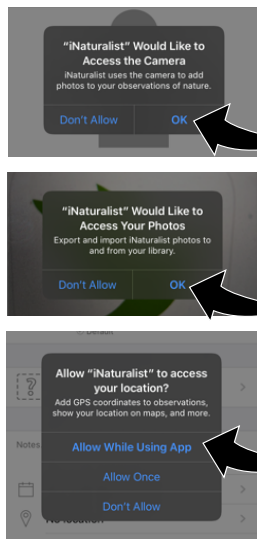 “iNaturalist” Would Like to
Access the Camera
iNaturalist uses the camera to add
photos to your observations of nature.
Don't Allow OK
“iNaturalist” Would Like to
Access Your Photos
Export and import iNaturalist photos to
and from your library.
Don't Allow OK
Default
Allow “iNaturalist” to access
your location?
Add GPS coordinates to observations,
show your location on maps, and more.
Notes
Allow While Using App
Allow Once
Don't Allow
No location